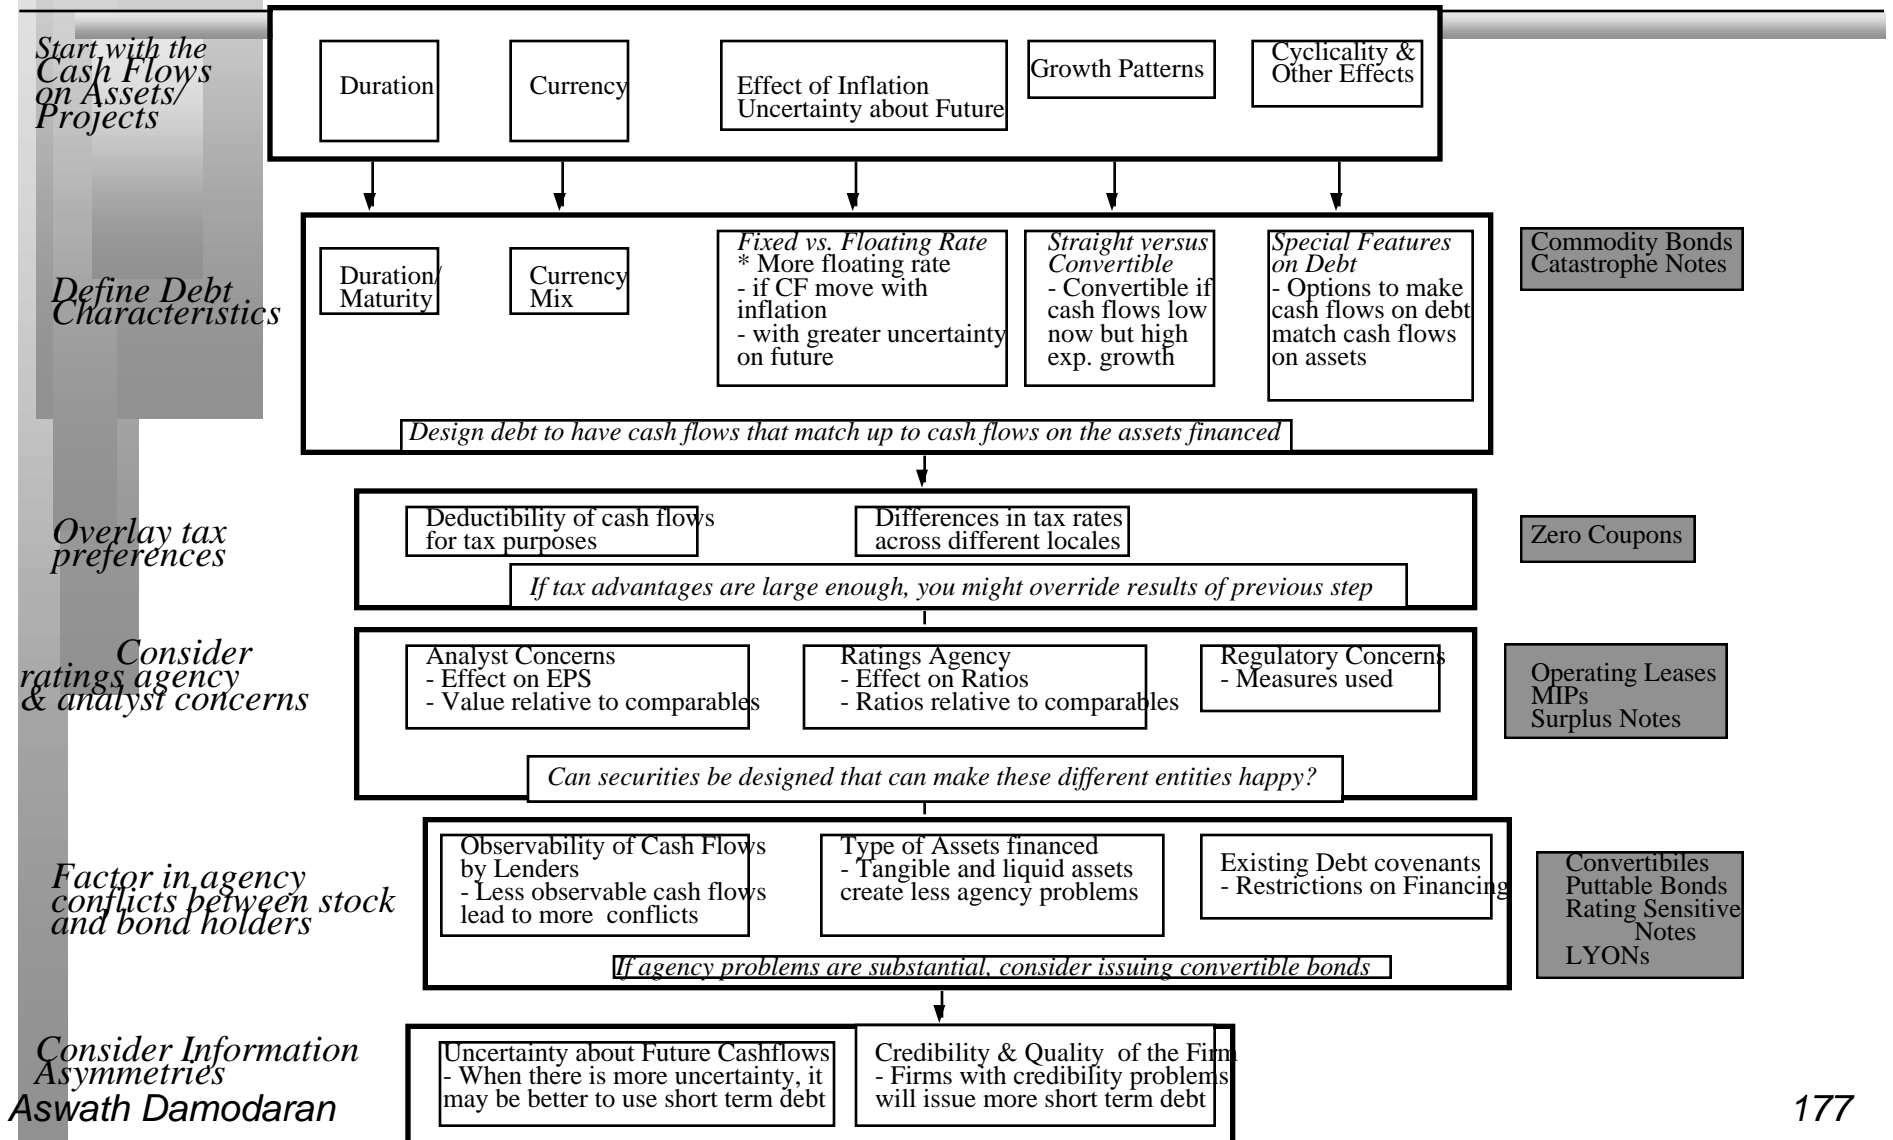 Start with the
Cash Flows
on Assets/
Projects
Duration
Currency
Effect of Inflation
Uncertainty about Future
Growth Patterns
Cyclicality &
Other Effects
Define Debt
Characteristics
Duration/
Maturity
Currency
Mix
Fixed vs. Floating Rate
* More floating rate
- if CF move with
inflation
- with greater uncertainty
on future
Straight versus
Convertible
- Convertible if
cash flows low
now but high
exp. growth
Special Features
on Debt
- Options to make
cash flows on debt
match cash flows
on assets
Commodity Bonds
Catastrophe Notes
Design debt to have cash flows that match up to cash flows on the assets financed
Overlay tax
preferences
Deductibility of cash flows
for tax purposes
Differences in tax rates
across different locales
Zero Coupons
If tax advantages are large enough, you might override results of previous step
Consider
ratings agency
& analyst concerns
Analyst Concerns
- Effect on EPS
- Value relative to comparables
Ratings Agency
- Effect on Ratios
- Ratios relative to comparables
Regulatory Concerns
- Measures used
Operating Leases
MIPs
Surplus Notes
Can securities be designed that can make these different entities happy?
Factor in agency
conflicts between stock
and bond holders
Observability of Cash Flows
by Lenders
- Less observable cash flows
lead to more conflicts
Type of Assets financed
- Tangible and liquid assets
create less agency problems
Existing Debt covenants
- Restrictions on Financing
Convertibiles
Puttable Bonds
Rating Sensitive
Notes
LYONs
If agency problems are substantial, consider issuing convertible bonds
Consider Information
Asymmetries
Uncertainty about Future Cashflows
- When there is more uncertainty, it
may be better to use short term debt
Credibility & Quality of the Firm
- Firms with credibility problems
will issue more short term debt
Aswath Damodaran
177